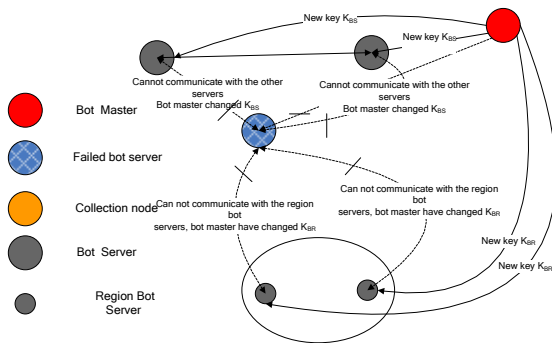 New key K_BS
New key K_BS
Cannot communicate with the other
servers
Bot master changed K_BS
Cannot communicate with the other
servers
Bot master changed K_BS
Bot Master
Failed bot server
Collection node
Bot Server
Region Bot
Server
Can not communicate with the region
bot
servers, bot master have changed K_BR
Can not communicate with the region
bot
servers, bot master have changed K_BR
New key K_BR
New key K_BR